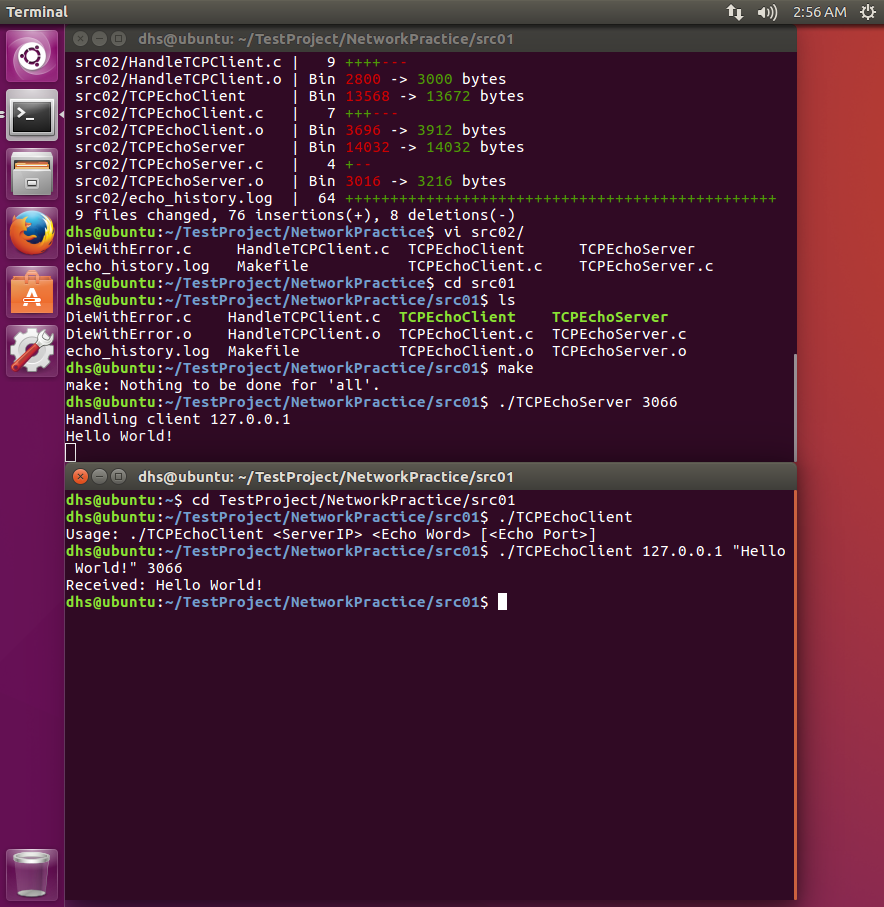 Terminal 2:56 AM
dhs@ubuntu: ~/TestProject/NetworkPractice/src01
src02/HandleTCPClient.c | 9 ++++---
src02/HandleTCPClient.o | Bin 2800 -> 3000 bytes
src02/TCPEchoClient | Bin 13568 -> 13672 bytes
src02/TCPEchoClient.c | 7 +++---
src02/TCPEchoClient.o | Bin 3696 -> 3912 bytes
src02/TCPEchoServer | Bin 14032 -> 14032 bytes
src02/TCPEchoServer.c | 4 +--
src02/TCPEchoServer.o | Bin 3016 -> 3216 bytes
src02/echo_history.log | 64 ++++++++++++++++++++++++++++++++++++++++++++++++
9 files changed, 76 insertions(+), 8 deletions(-)
dhs@ubuntu:~/TestProject/NetworkPractice$ vi src02/
DieWithError.c HandleTCPClient.c TCPEchoClient TCPEchoServer
echo_history.log Makefile TCPEchoClient.c TCPEchoServer.c
dhs@ubuntu:~/TestProject/NetworkPractice$ cd src01
dhs@ubuntu:~/TestProject/NetworkPractice/src01$ ls
DieWithError.c HandleTCPClient.c TCPEchoClient TCPEchoServer
DieWithError.o HandleTCPClient.o TCPEchoClient.c TCPEchoServer.c
echo_history.log Makefile TCPEchoClient.o TCPEchoServer.o
dhs@ubuntu:~/TestProject/NetworkPractice/src01$ make
make: Nothing to be done for 'all'.
dhs@ubuntu:~/TestProject/NetworkPractice/src01$ ./TCPEchoServer 3066
Handling client 127.0.0.1
Hello World!
dhs@ubuntu: ~/TestProject/NetworkPractice/src01
dhs@ubuntu:~$ cd TestProject/NetworkPractice/src01
dhs@ubuntu:~/TestProject/NetworkPractice/src01$ ./TCPEchoClient
Usage: ./TCPEchoClient <ServerIP> <Echo Word> [<Echo Port>]
dhs@ubuntu:~/TestProject/NetworkPractice/src01$ ./TCPEchoClient 127.0.0.1 "Hello
World!" 3066
Received: Hello World!
dhs@ubuntu:~/TestProject/NetworkPractice/src01$